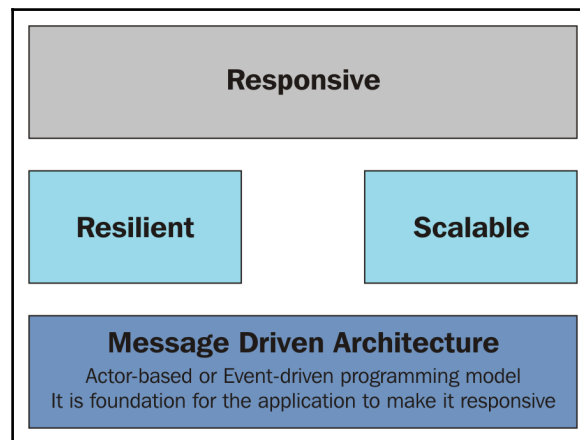 Responsive
Resilient
Scalable
Message Driven Architecture
Actor-based or Event-driven programming model
It is foundation for the application to make it responsive